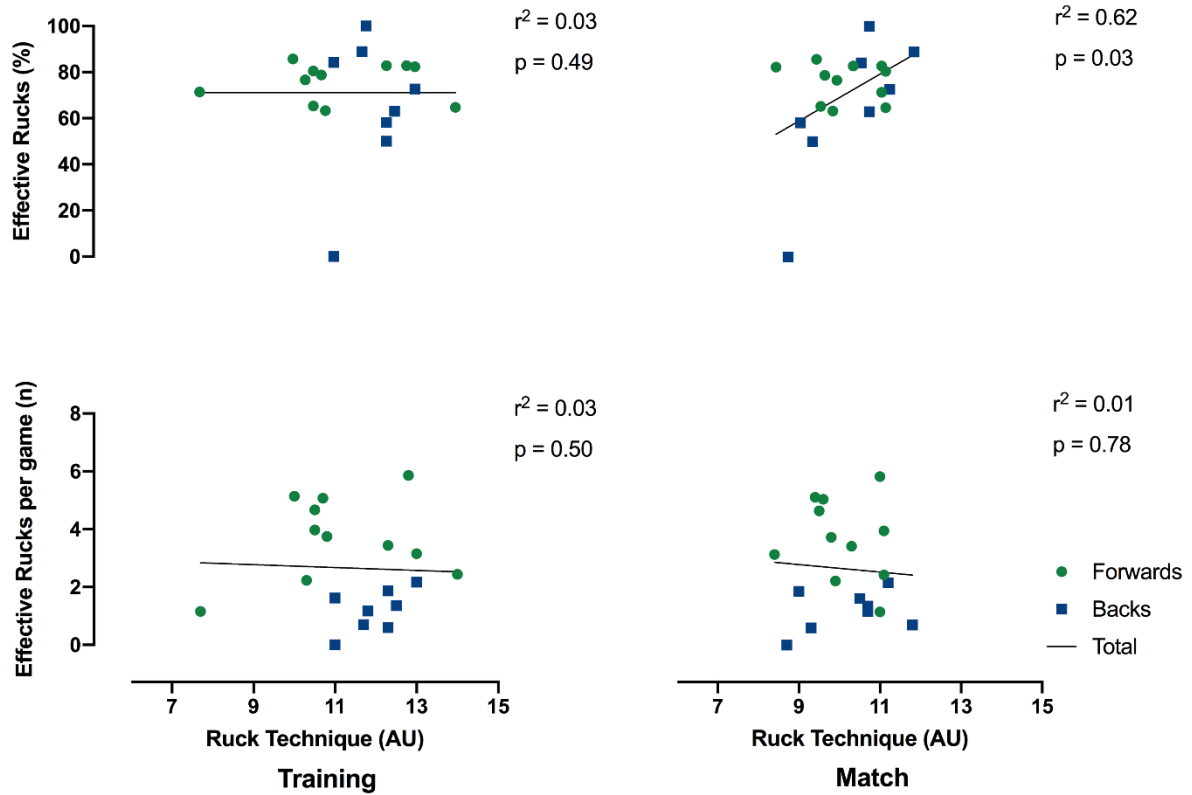 Effective Rucks (%)
100
80
60
40
20
0
r² = 0.03
p = 0.49
r² = 0.62
p = 0.03
Effective Rucks per game (n)
8
6
4
2
0
r² = 0.03
p = 0.50
r² = 0.01
p = 0.78
Forwards
Backs
Total
7 9 11 13 15
Ruck Technique (AU)
Training
7 9 11 13 15
Ruck Technique (AU)
Match